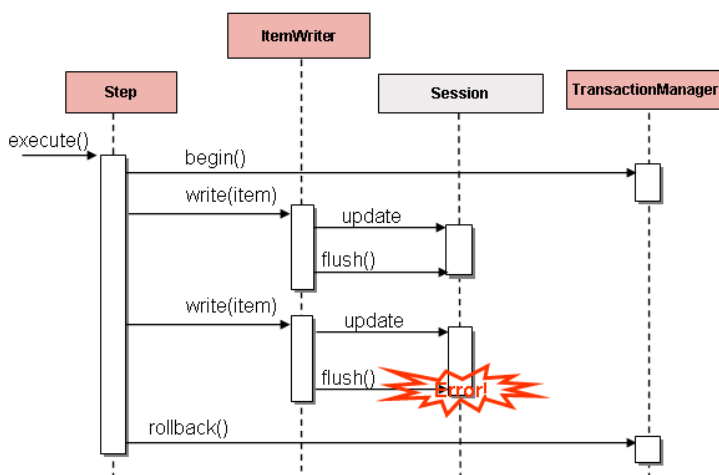 ItemWriter
Step
Session
TransactionManager
execute()
begin()
write(item)
update
flush()
write(item)
update
flush()
Error!
rollback()